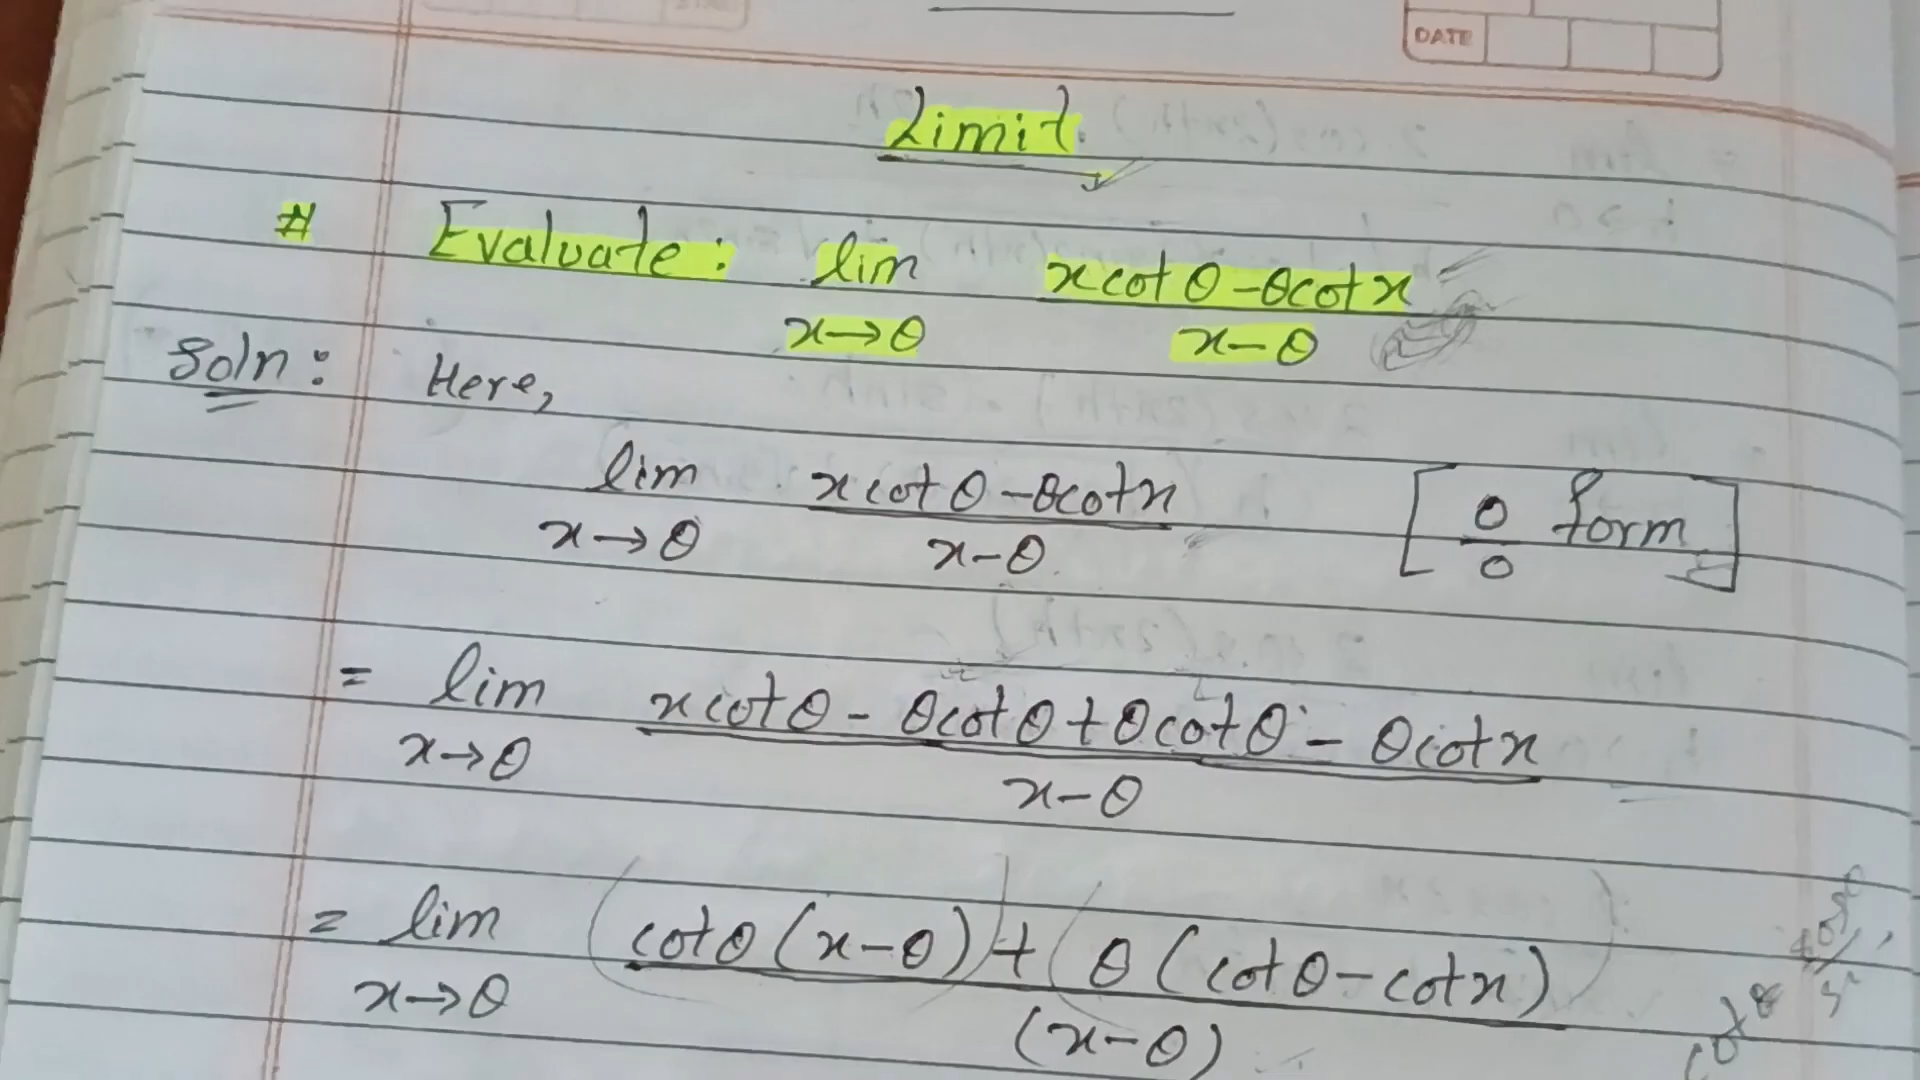 DATE
Limit.
# Evaluate: lim x cot θ - θ cot x
x→θ x-θ
Soln: Here,
lim x cot θ - θ cot x [0/0 form]
x→θ x-θ
= lim x cot θ - θ cot θ + θ cot θ - θ cot x
x→θ x-θ
= lim cot θ (x-θ) + θ (cot θ - cot x)
x→θ (x-θ)